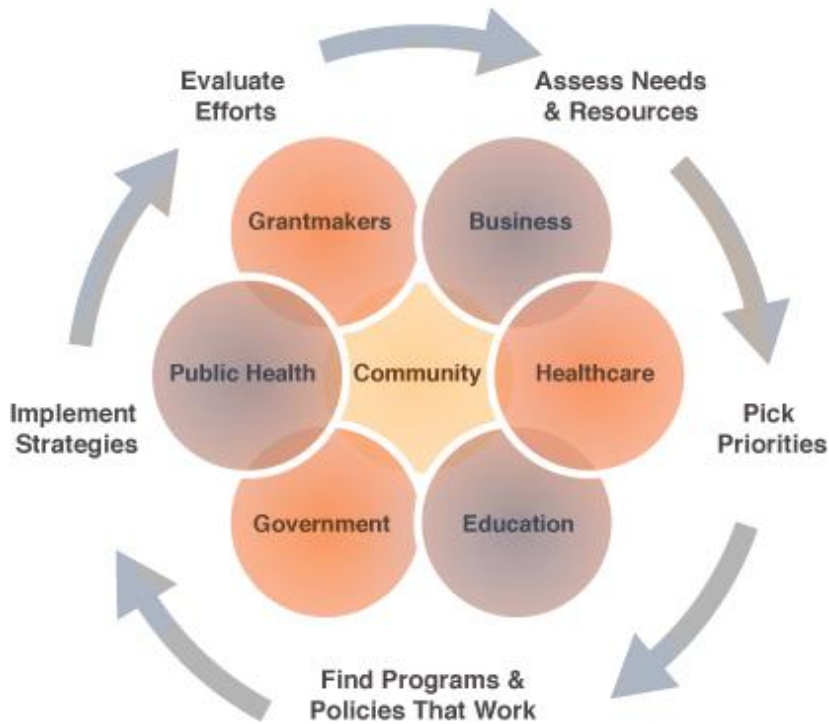 Evaluate
Efforts
Assess Needs
& Resources
Grantmakers
Business
Public Health
Community
Healthcare
Implement
Strategies
Pick
Priorities
Government
Education
Find Programs &
Policies That Work